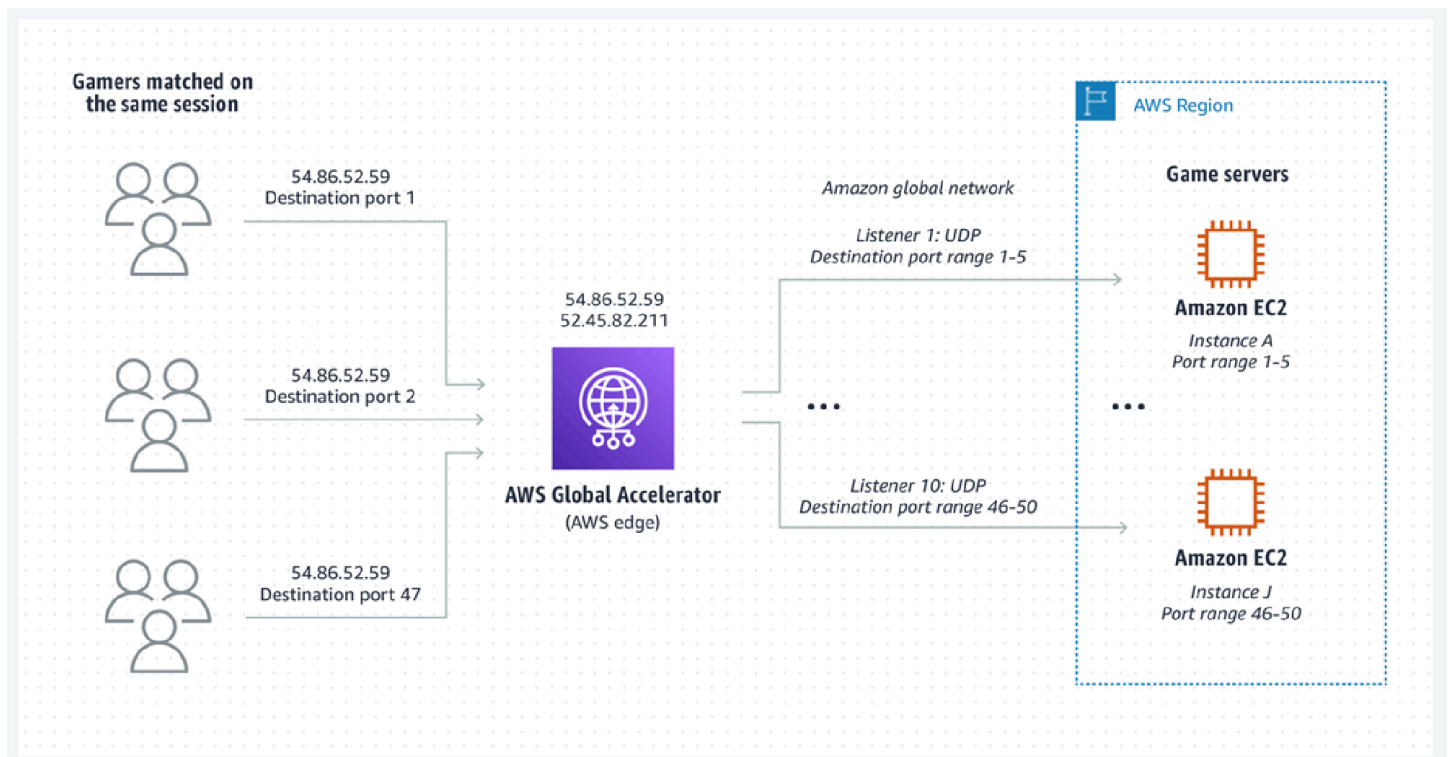 Gamers matched on
the same session
54.86.52.59
Destination port 1
54.86.52.59
Destination port 2
54.86.52.59
Destination port 47
54.86.52.59
52.45.82.211
AWS Global Accelerator
(AWS edge)
Amazon global network
Listener 1: UDP
Destination port range 1-5
...
Listener 10: UDP
Destination port range 46-50
AWS Region
Game servers
Amazon EC2
Instance A
Port range 1-5
...
Amazon EC2
Instance J
Port range 46-50